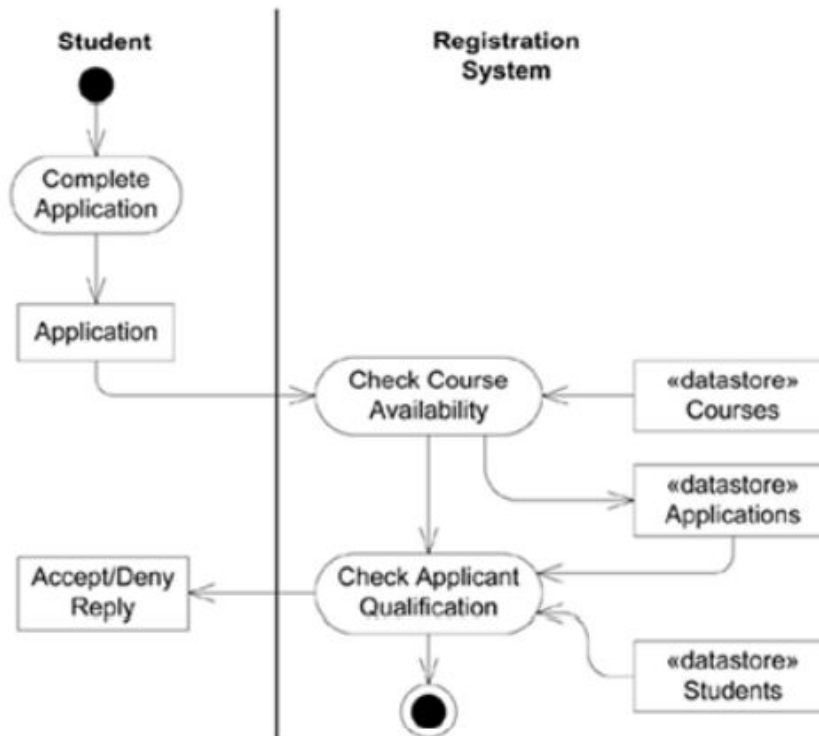 Student
Registration
System
Complete
Application
Application
Check Course
Availability
«datastore»
Courses
«datastore»
Applications
Accept/Deny
Reply
Check Applicant
Qualification
«datastore»
Students